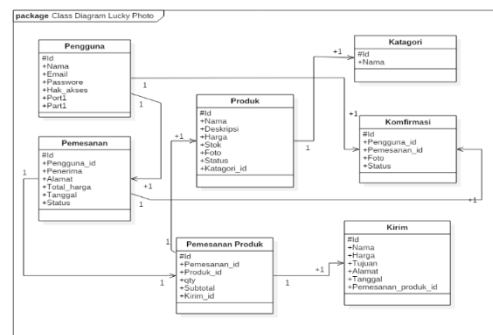 package Class Diagram Lucky Photo
Pengguna
#Id
+Nama
+Email
+Passwore
+Hak_akses
+Port1
+Part1
Katagori
#Id
+Nama
Produk
#Id
+Nama
+Deskripsi
+Harga
+Stok
+Foto
+Status
+Katagori_id
Komfirmasi
#Id
+Pengguna_id
+Pemesanan_id
+Foto
+Status
Pemesanan
#Id
+Pengguna_id
+Penerima
+Alamat
+Total_harga
+Tanggal
+Status
Pemesanan Produk
#Id
+Pemesanan_id
+Produk_id
+qty
+Subtotal
+Kirim_id
Kirim
#Id
+Nama
+Harga
+Tujuan
+Alamat
+Tanggal
+Pemesanan_produk_id
+1
1
1
+1
1
+1
1
+1
1
+1
1
1
1
1
+1